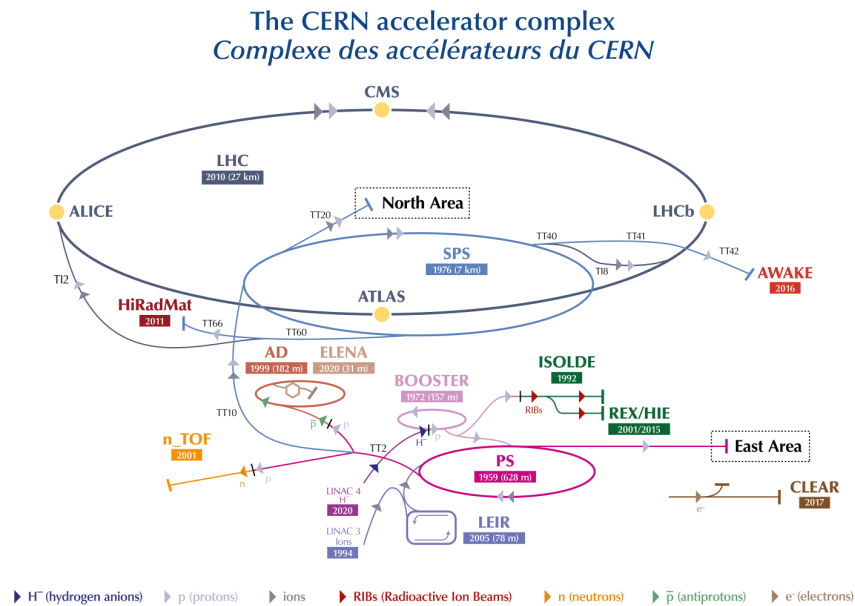 The CERN accelerator complex
Complexe des accélérateurs du CERN
CMS
LHC
2010 (27 km)
North Area
TT20
ALICE
LHCb
TT40
TT41
TT42
SPS
1976 (7 km)
TI8
AWAKE
2016
TI2
HiRadMat
2011
ATLAS
TT66
TT60
AD
1999 (182 m)
ELENA
2020 (31 m)
ISOLDE
1992
BOOSTER
1972 (157 m)
RIBs
REX/HIE
2001/2015
TT10
p̅
p
H⁻
p
n_TOF
2001
TT2
East Area
PS
1959 (628 m)
n
p
LINAC 4
H⁻
2020
CLEAR
2017
e⁻
LINAC 3
Ions
1994
LEIR
2005 (78 m)
H⁻ (hydrogen anions)
p (protons)
ions
RIBs (Radioactive Ion Beams)
n (neutrons)
p̅ (antiprotons)
e⁻ (electrons)